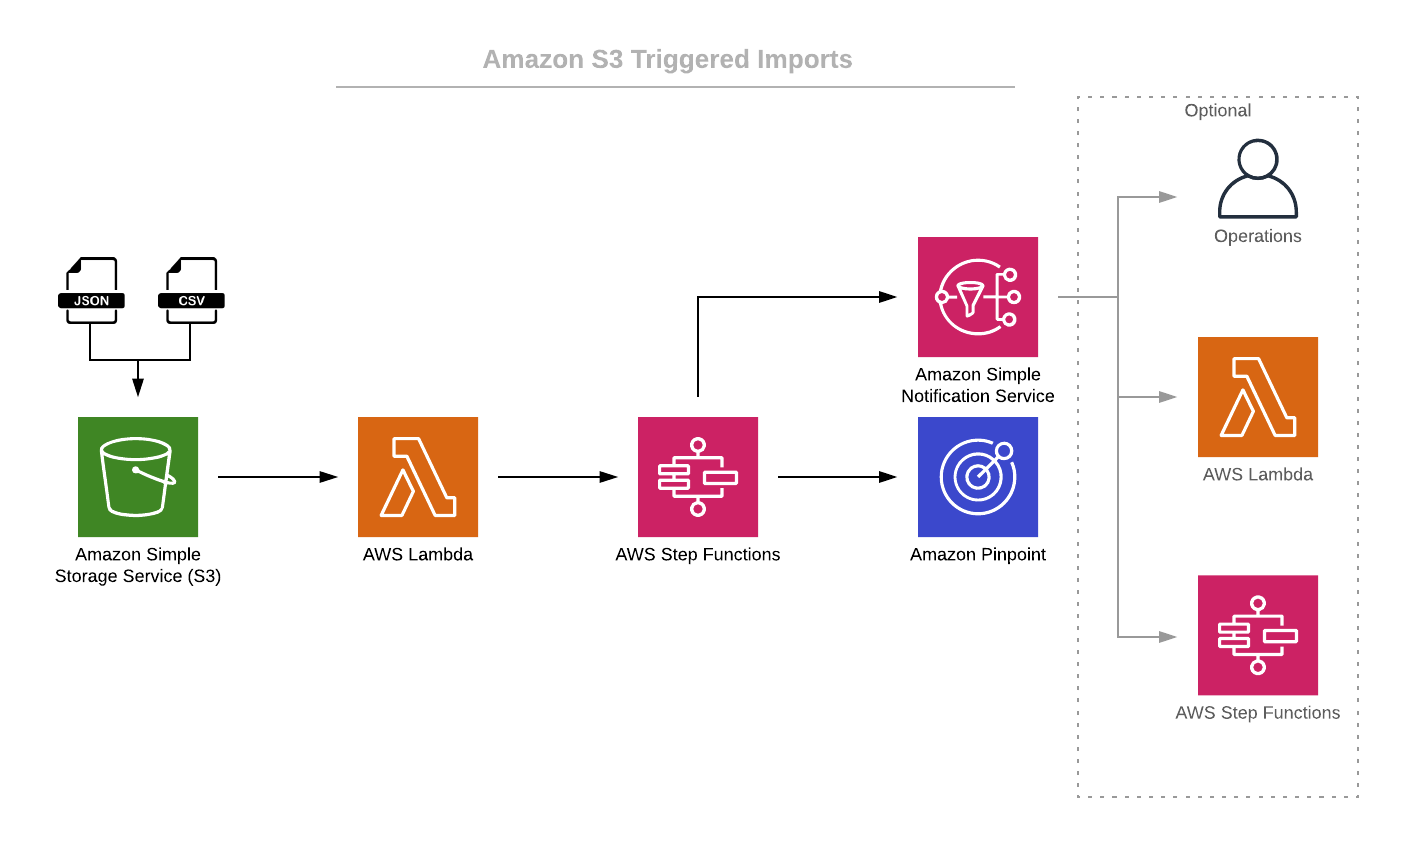 Amazon S3 Triggered Imports
Optional
Operations
JSON
CSV
Amazon Simple
Notification Service
AWS Lambda
Amazon Simple
Storage Service (S3)
AWS Lambda
AWS Step Functions
Amazon Pinpoint
AWS Step Functions